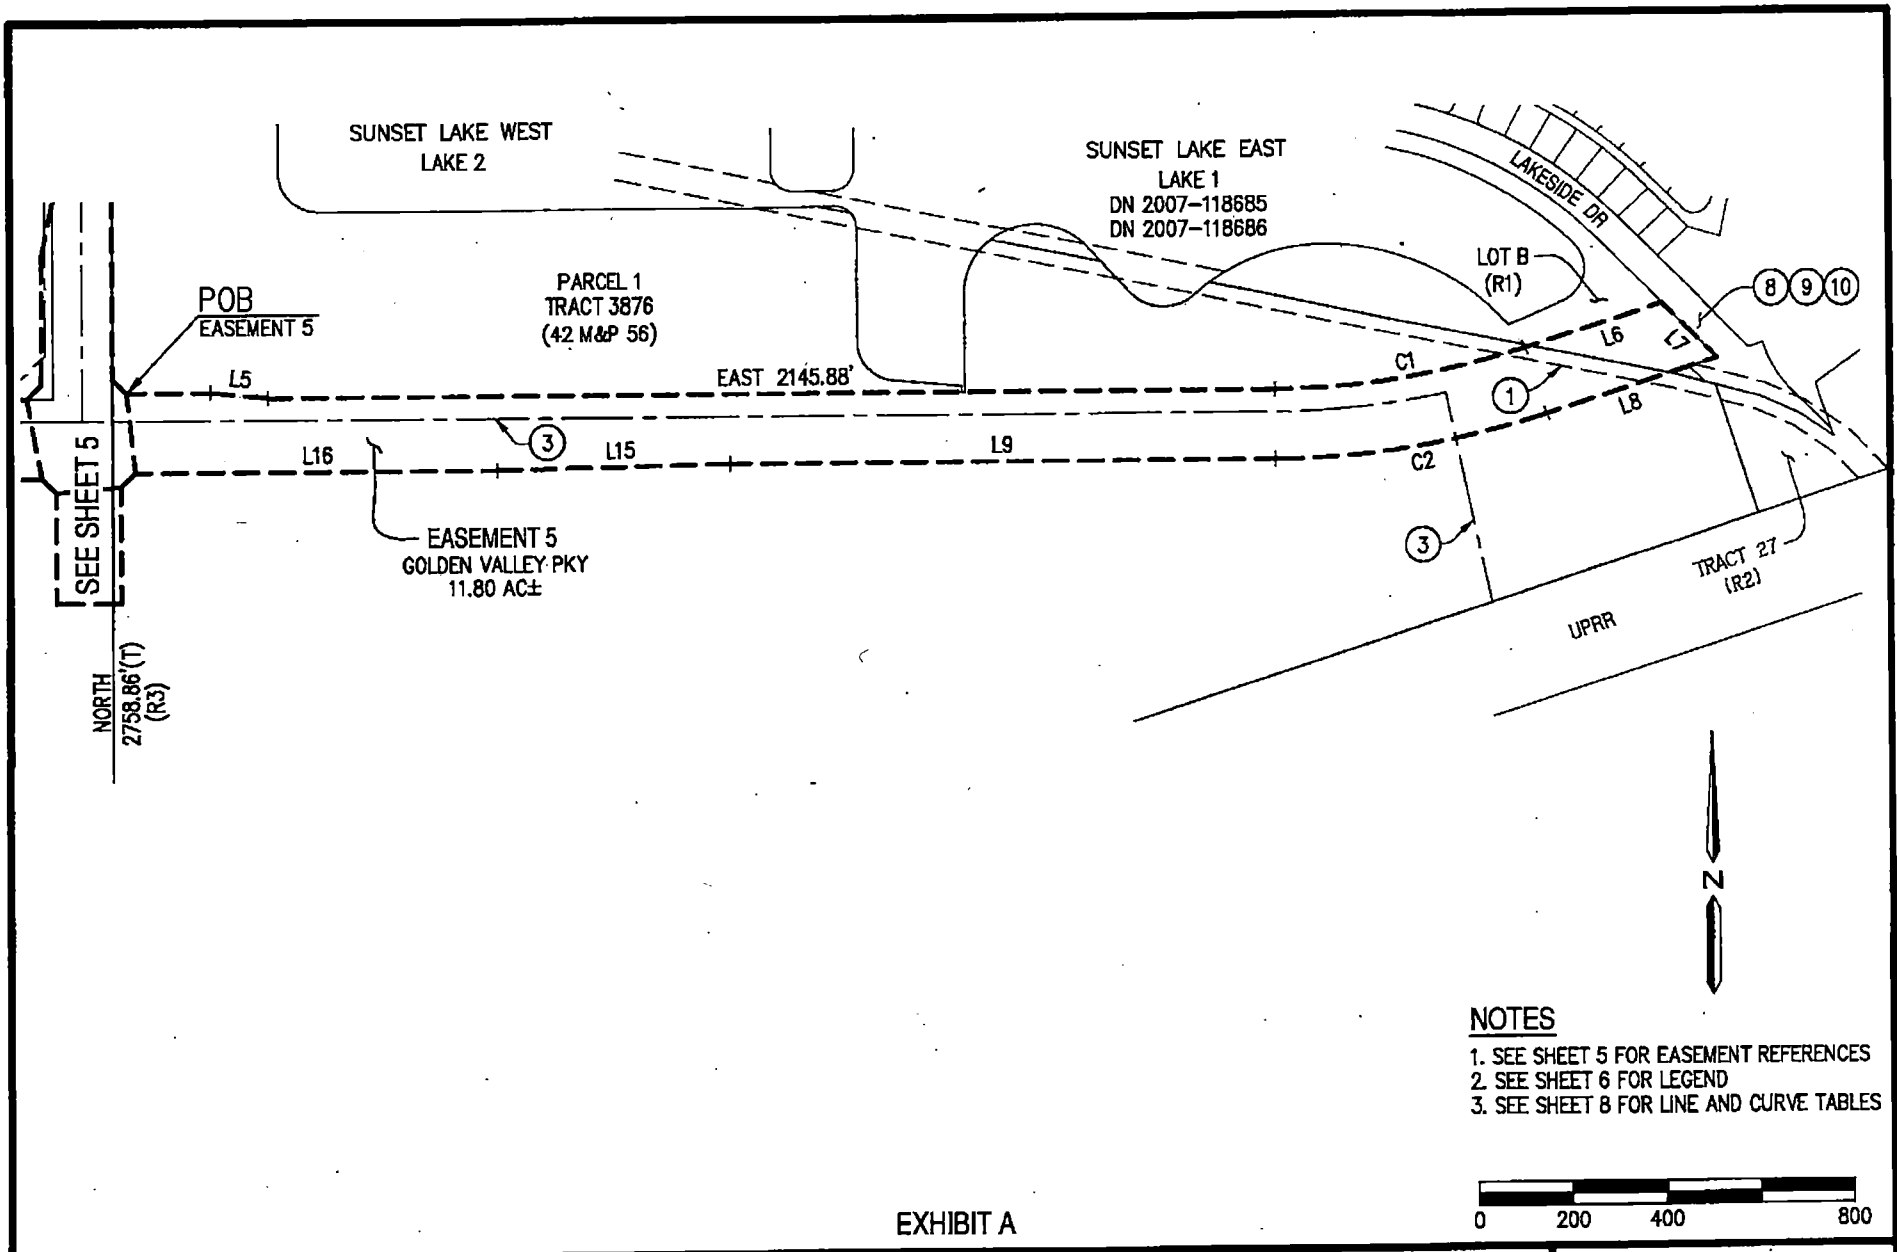 SUNSET LAKE WEST
LAKE 2
SUNSET LAKE EAST
LAKE 1
DN 2007-118685
DN 2007-118686
LAKESIDE DR
LOT B
(R1)
8 9 10
POB
EASEMENT 5
PARCEL 1
TRACT 3876
(42 M&P 56)
L5
EAST 2145.88'
C1
L6
L7
1
L8
3
L16
L15
L9
C2
SEE SHEET 5
EASEMENT 5
GOLDEN VALLEY PKY
11.80 AC±
3
TRACT 27
(R2)
UPRR
NORTH
2758.86'(T)
(R3)
N
NOTES
1. SEE SHEET 5 FOR EASEMENT REFERENCES
2. SEE SHEET 6 FOR LEGEND
3. SEE SHEET 8 FOR LINE AND CURVE TABLES
0 200 400 800
EXHIBIT A